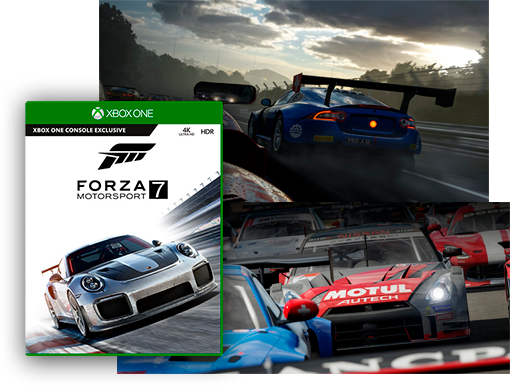 XBOX ONE
XBOX ONE CONSOLE EXCLUSIVE
4K
ULTRA HD
HDR
FORZA
MOTORSPORT 7
MOTUL
AUTECH